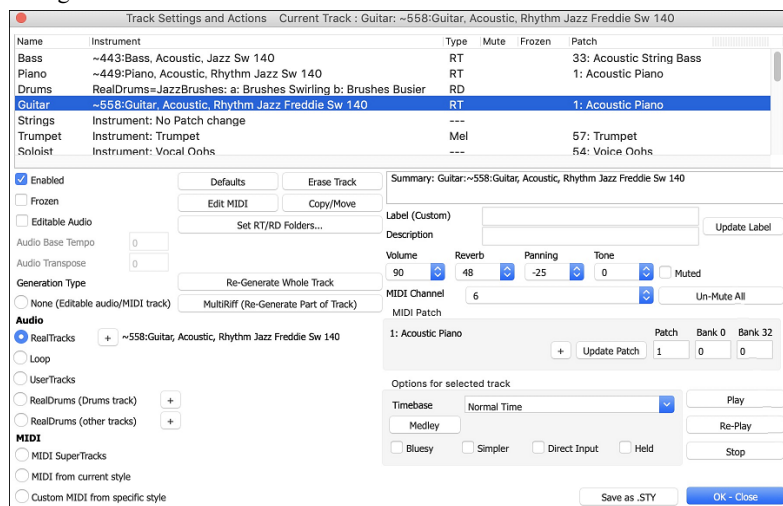 Track Settings and Actions Current Track : Guitar: ~558:Guitar, Acoustic, Rhythm Jazz Freddie Sw 140
Name Instrument Type Mute Frozen Patch
Bass ~443:Bass, Acoustic, Jazz Sw 140 RT 33: Acoustic String Bass
Piano ~449:Piano, Acoustic, Rhythm Jazz Sw 140 RT 1: Acoustic Piano
Drums RealDrums=JazzBrushes: a: Brushes Swirling b: Brushes Busier RD
Guitar ~558:Guitar, Acoustic, Rhythm Jazz Freddie Sw 140 RT 1: Acoustic Piano
Strings Instrument: No Patch change ---
Trumpet Instrument: Trumpet Mel 57: Trumpet
Soloist Instrument: Vocal Oohs --- 54: Voice Oohs
Enabled Defaults Erase Track Summary: Guitar:~558:Guitar, Acoustic, Rhythm Jazz Freddie Sw 140
Frozen Edit MIDI Copy/Move
Editable Audio Set RT/RD Folders... Label (Custom) Update Label
Description
Audio Base Tempo 0
Audio Transpose 0
Volume Reverb Panning Tone
90 48 -25 0 Muted
Generation Type Re-Generate Whole Track
MIDI Channel 6 Un-Mute All
None (Editable audio/MIDI track) MultiRiff (Re-Generate Part of Track)
MIDI Patch
Audio
1: Acoustic Piano Patch Bank 0 Bank 32
RealTracks + ~558:Guitar, Acoustic, Rhythm Jazz Freddie Sw 140
+ Update Patch 1 0 0
Loop
UserTracks
Options for selected track
RealDrums (Drums track) +
Timebase Normal Time Play
RealDrums (other tracks) +
Medley Re-Play
MIDI
Bluesy Simpler Direct Input Held Stop
MIDI SuperTracks
MIDI from current style
Custom MIDI from specific style
Save as .STY OK - Close